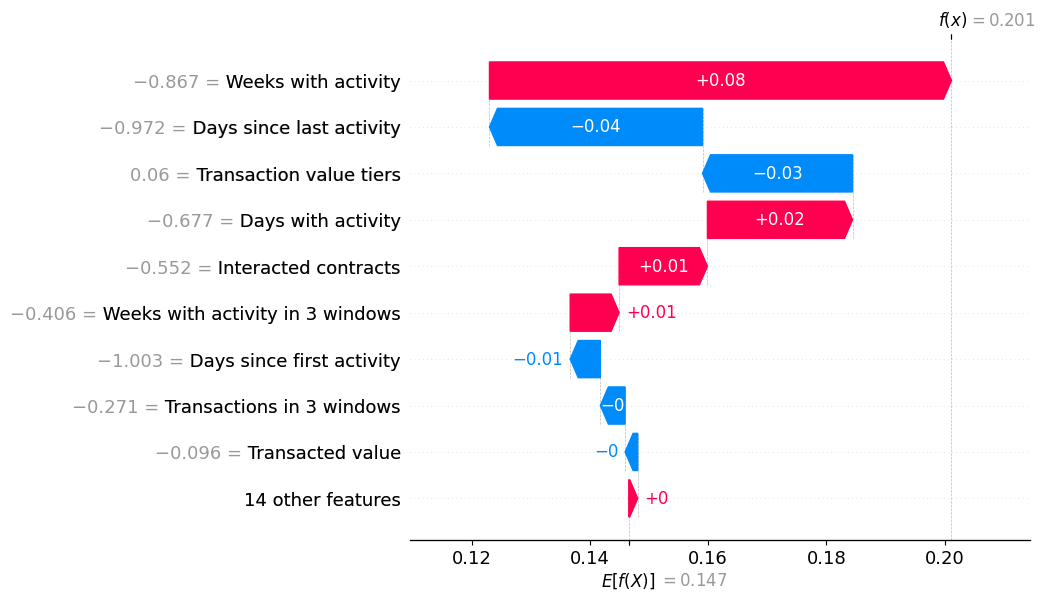 f(x) = 0.201
−0.867 = Weeks with activity
+0.08
−0.972 = Days since last activity
−0.04
0.06 = Transaction value tiers
−0.03
−0.677 = Days with activity
+0.02
−0.552 = Interacted contracts
+0.01
−0.406 = Weeks with activity in 3 windows
+0.01
−1.003 = Days since first activity
−0.01
−0.271 = Transactions in 3 windows
−0
−0.096 = Transacted value
−0
14 other features
+0
0.12 0.14 0.16 0.18 0.20
E[f(X)] = 0.147